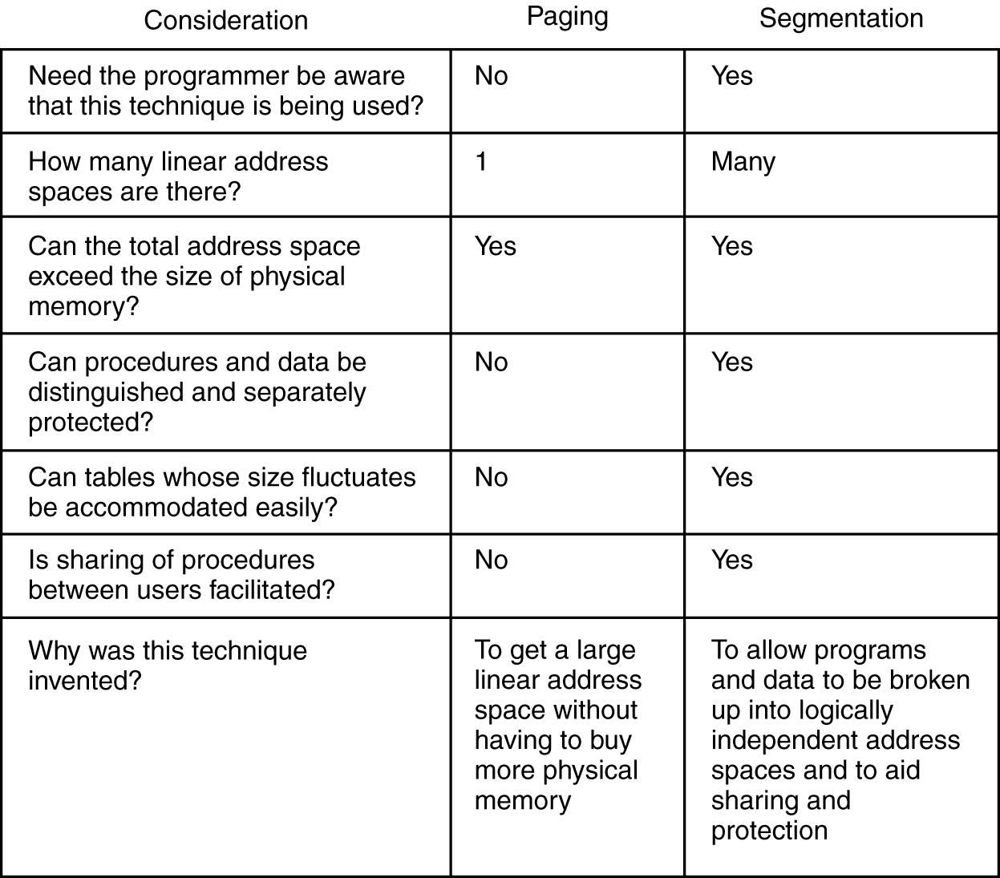 Consideration Paging Segmentation
Need the programmer be aware No Yes
that this technique is being used?
How many linear address 1 Many
spaces are there?
Can the total address space Yes Yes
exceed the size of physical
memory?
Can procedures and data be No Yes
distinguished and separately
protected?
Can tables whose size fluctuates No Yes
be accommodated easily?
Is sharing of procedures No Yes
between users facilitated?
Why was this technique To get a large To allow programs
invented? linear address and data to be broken
space without up into logically
having to buy independent address
more physical spaces and to aid
memory sharing and
protection